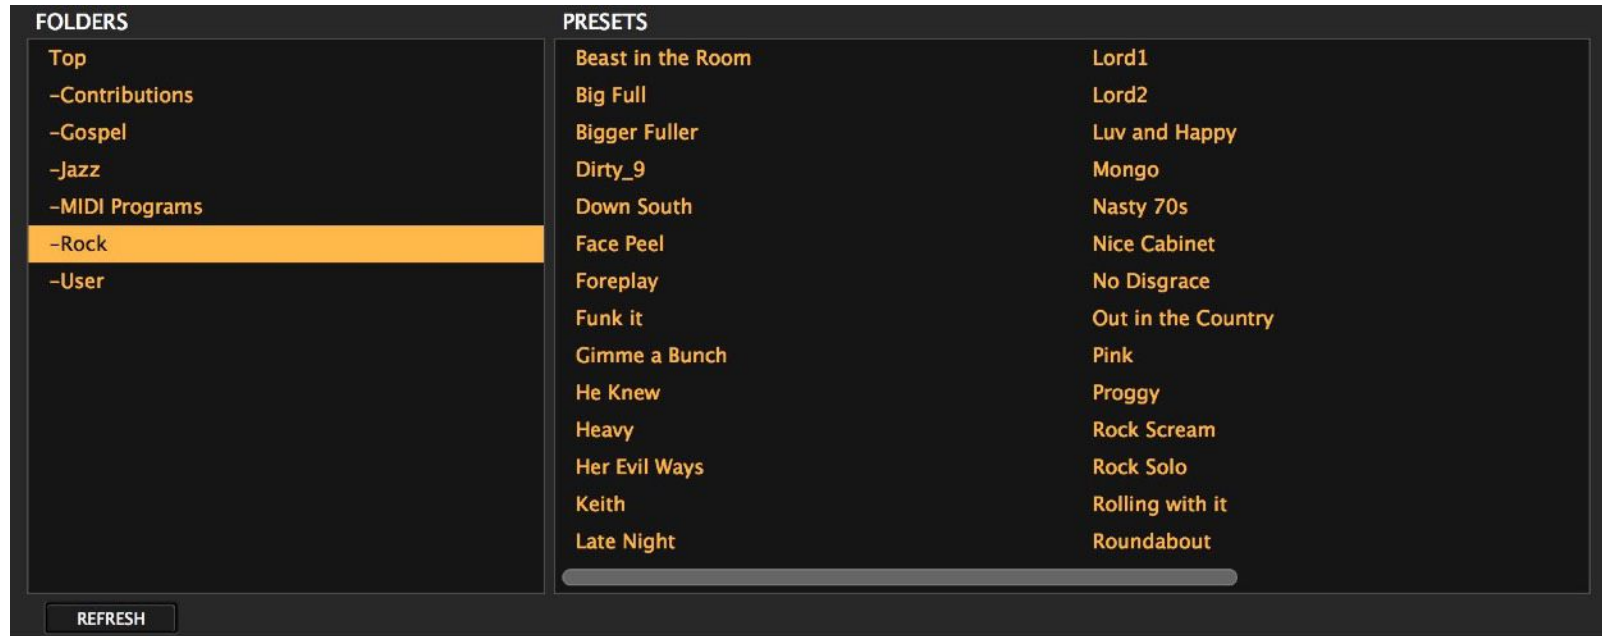 FOLDERS
Top
–Contributions
–Gospel
–Jazz
–MIDI Programs
–Rock
–User
REFRESH
PRESETS
Beast in the Room
Big Full
Bigger Fuller
Dirty_9
Down South
Face Peel
Foreplay
Funk it
Gimme a Bunch
He Knew
Heavy
Her Evil Ways
Keith
Late Night
Lord1
Lord2
Luv and Happy
Mongo
Nasty 70s
Nice Cabinet
No Disgrace
Out in the Country
Pink
Proggy
Rock Scream
Rock Solo
Rolling with it
Roundabout